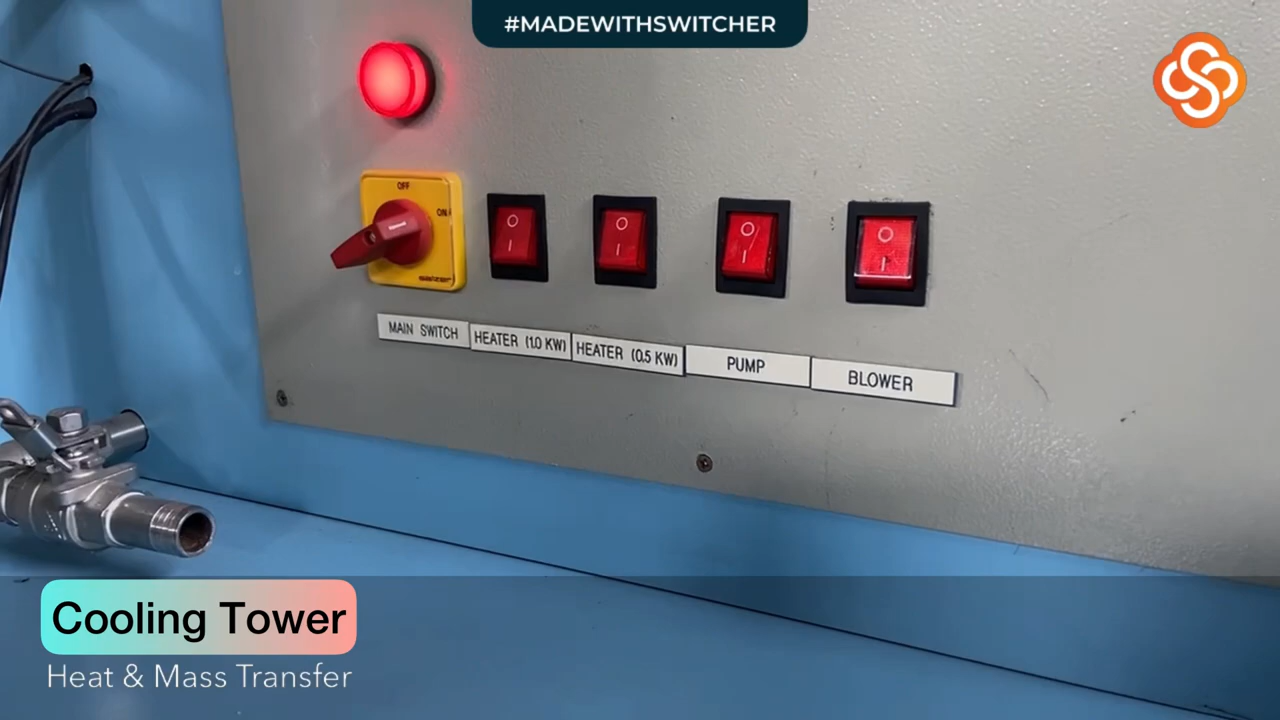 #MADEWITHSWITCHER
OFF
ON
MAIN SWITCH
HEATER (1.0 KW)
HEATER (0.5 KW)
PUMP
BLOWER
Cooling Tower
Heat & Mass Transfer